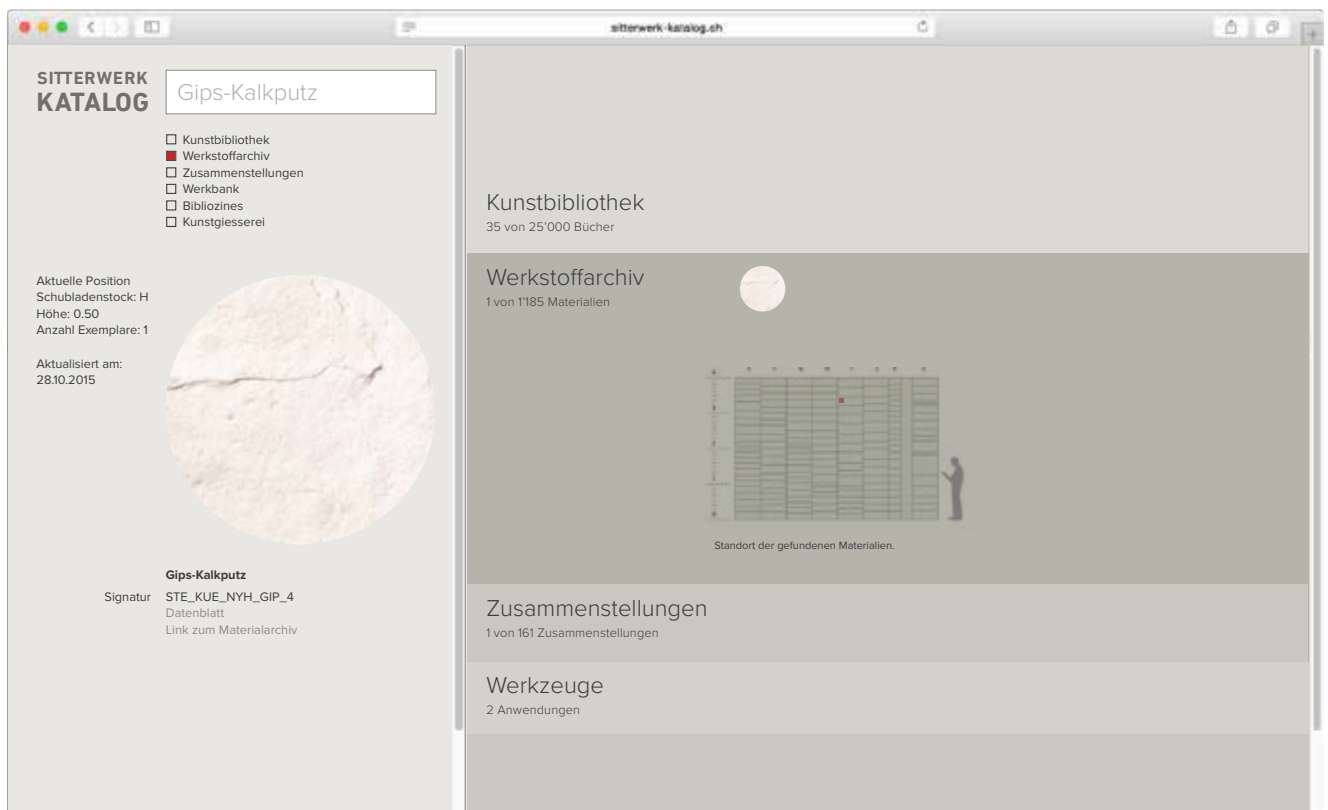 sitterwerk-katalog.ch
SITTERWERK
KATALOG
Gips-Kalkputz
Kunstbibliothek
Werkstoffarchiv
Zusammenstellungen
Werkbank
Bibliozines
Kunstgiesserei
Aktuelle Position
Schubladenstock: H
Höhe: 0.50
Anzahl Exemplare: 1
Aktualisiert am:
28.10.2015
Gips-Kalkputz
Signatur STE_KUE_NYH_GIP_4
Datenblatt
Link zum Materialarchiv
Kunstbibliothek
35 von 25’000 Bücher
Werkstoffarchiv
1 von 1’185 Materialien
Standort der gefundenen Materialien.
Zusammenstellungen
1 von 161 Zusammenstellungen
Werkzeuge
2 Anwendungen